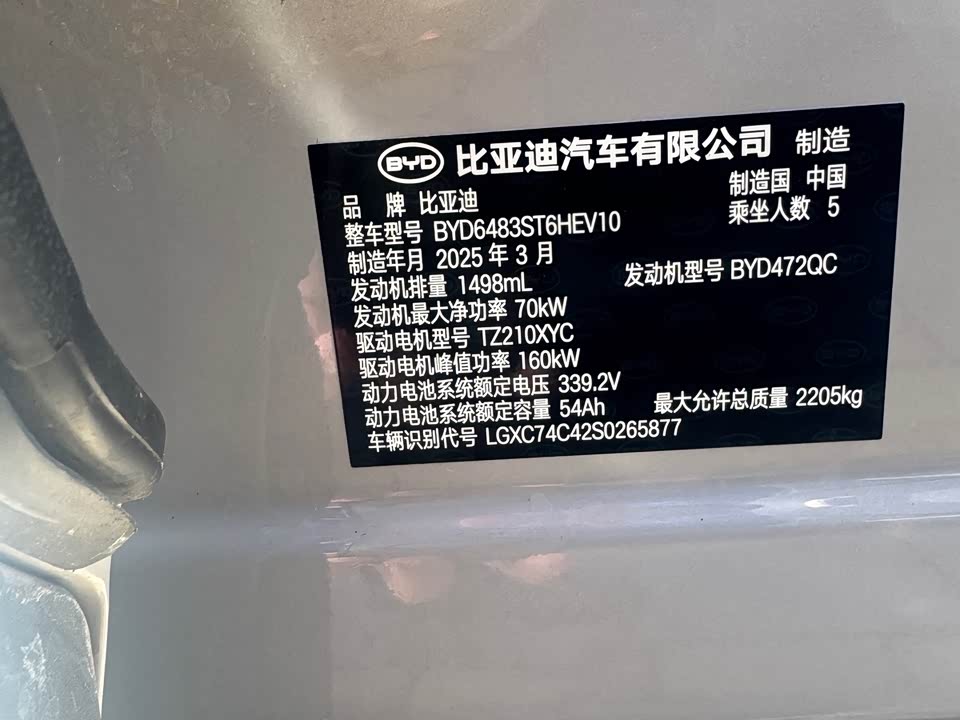 BYD 比亚迪汽车有限公司 制造
品 牌 比亚迪 制造国 中国
整车型号 BYD6483ST6HEV10 乘坐人数 5
制造年月 2025 年 3 月
发动机排量 1498mL 发动机型号 BYD472QC
发动机最大净功率 70kW
驱动电机型号 TZ210XYC
驱动电机峰值功率 160kW
动力电池系统额定电压 339.2V
动力电池系统额定容量 54Ah 最大允许总质量 2205kg
车辆识别代号 LGXC74C42S0265877